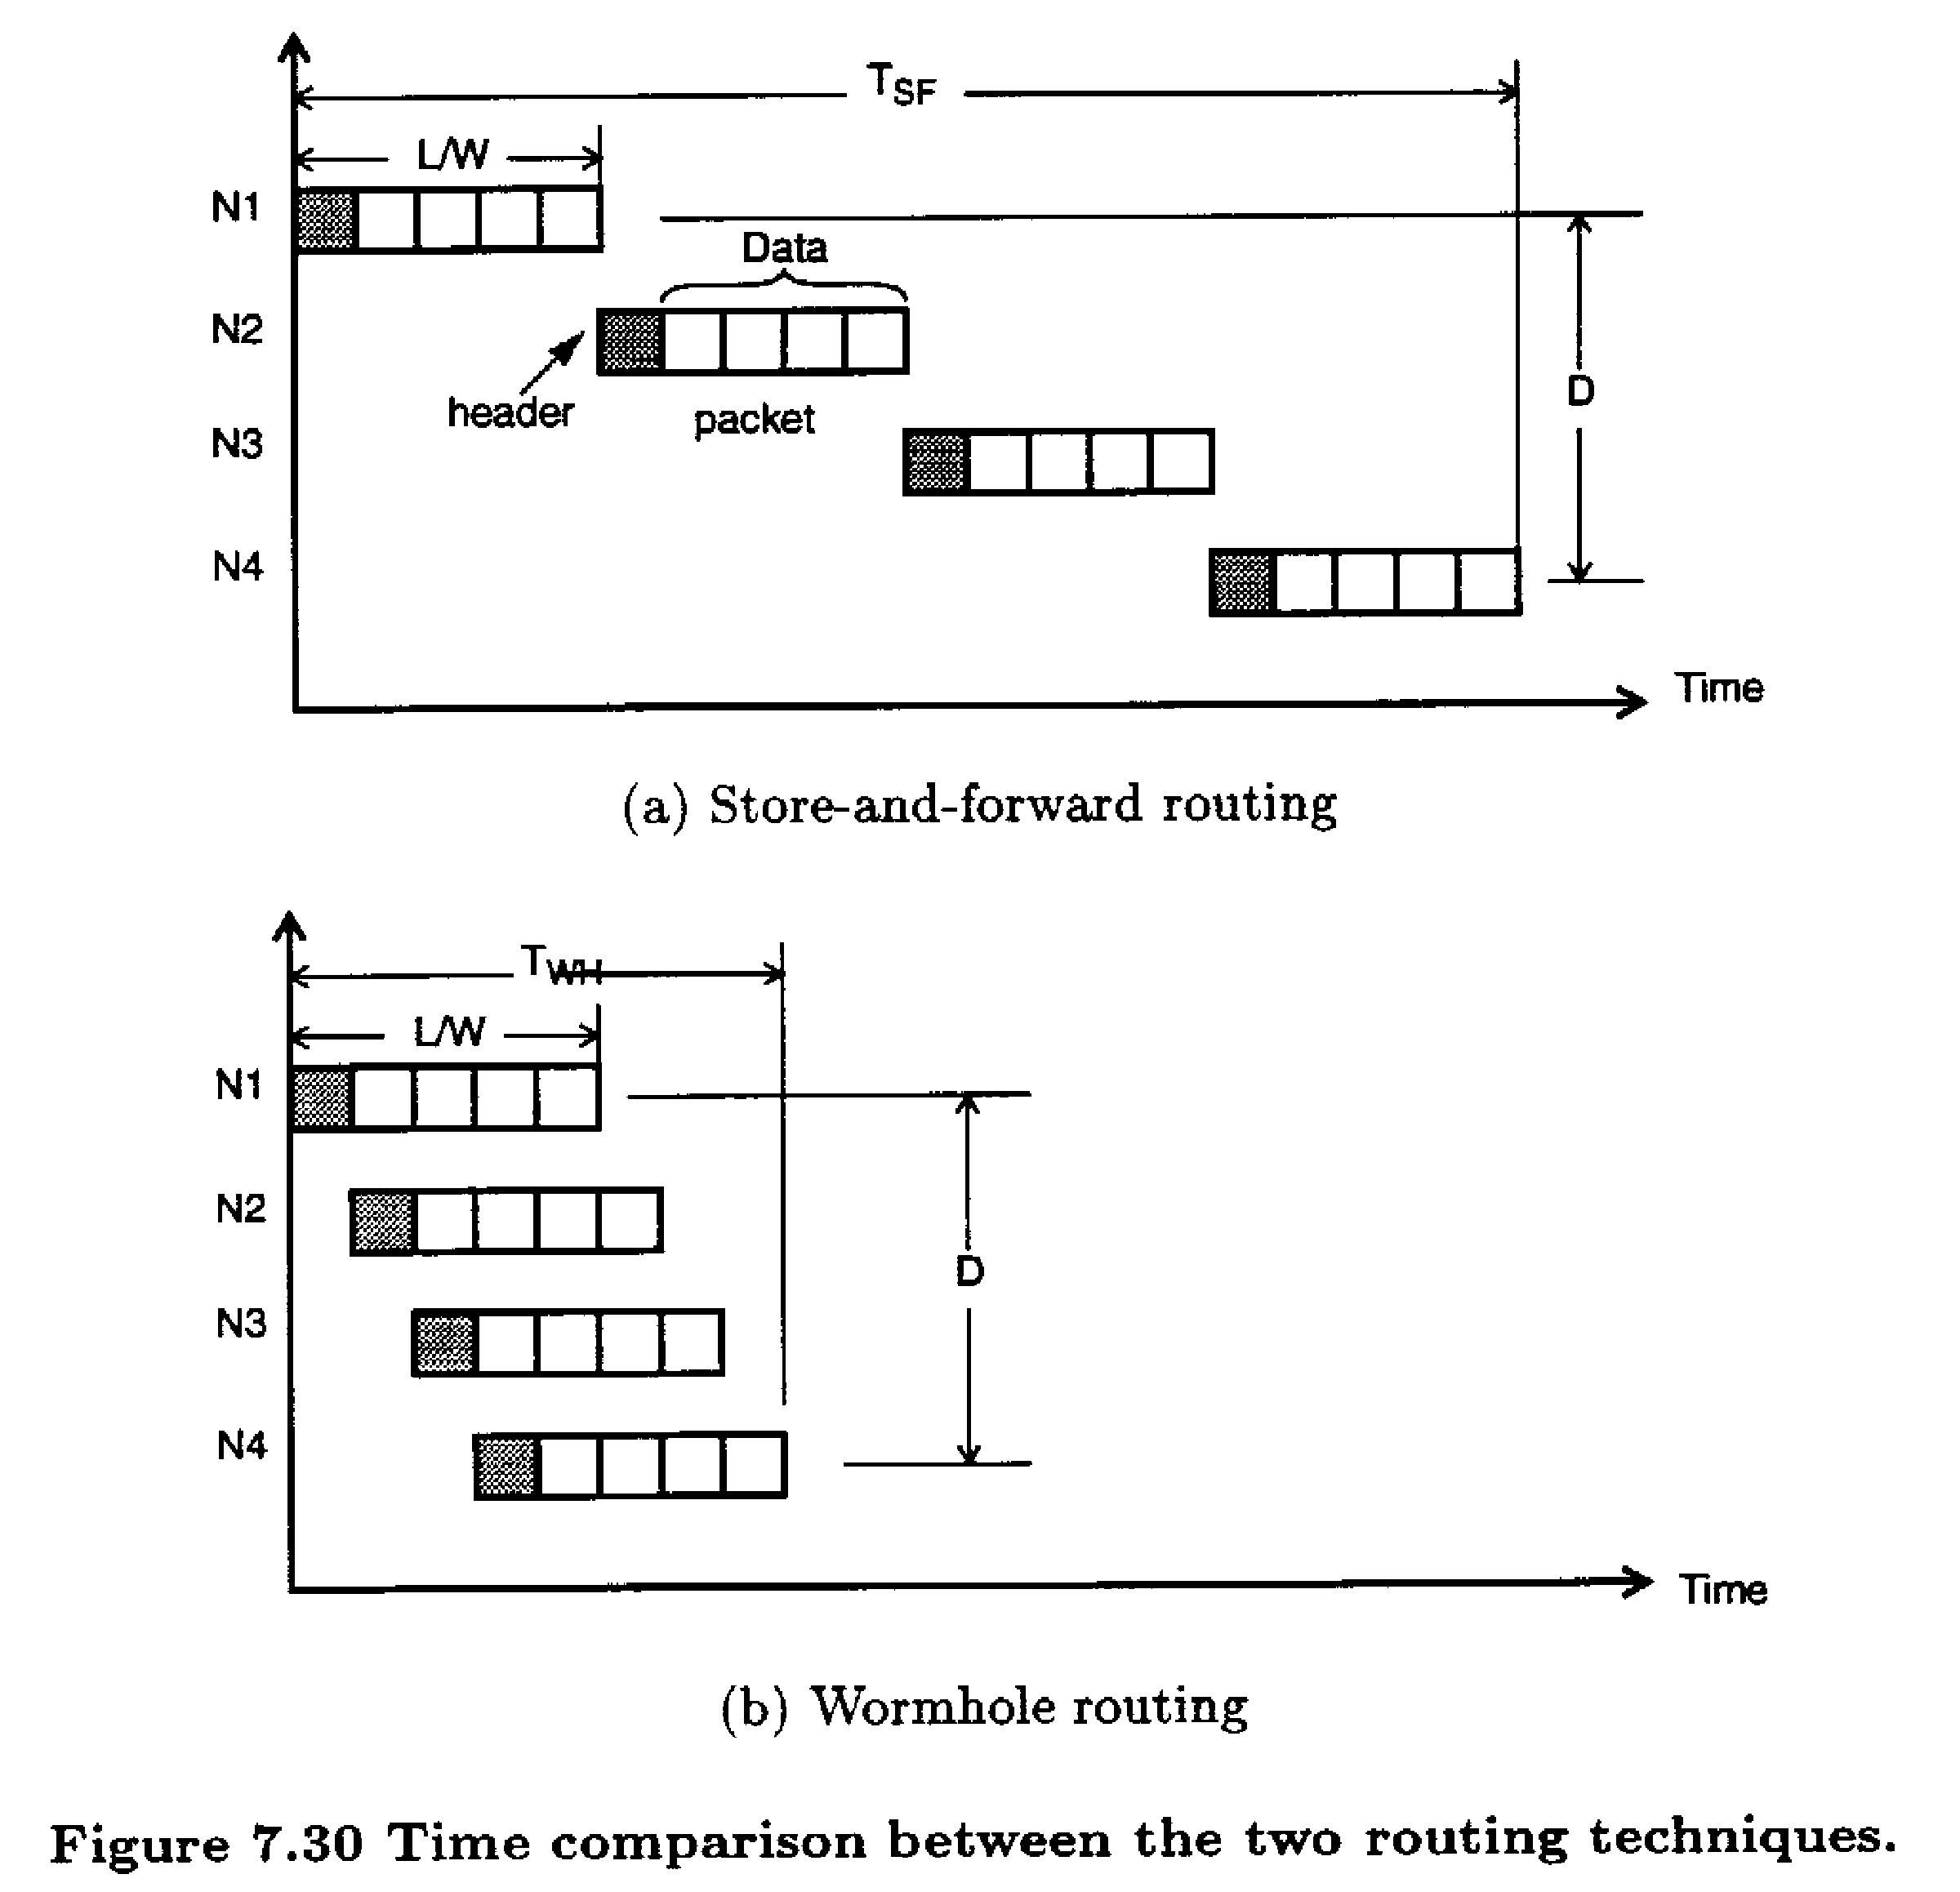 T_SF
L/W
N1
Data
N2
header
packet
N3
D
N4
Time
(a) Store-and-forward routing
T_WH
L/W
N1
N2
D
N3
N4
Time
(b) Wormhole routing
Figure 7.30 Time comparison between the two routing techniques.